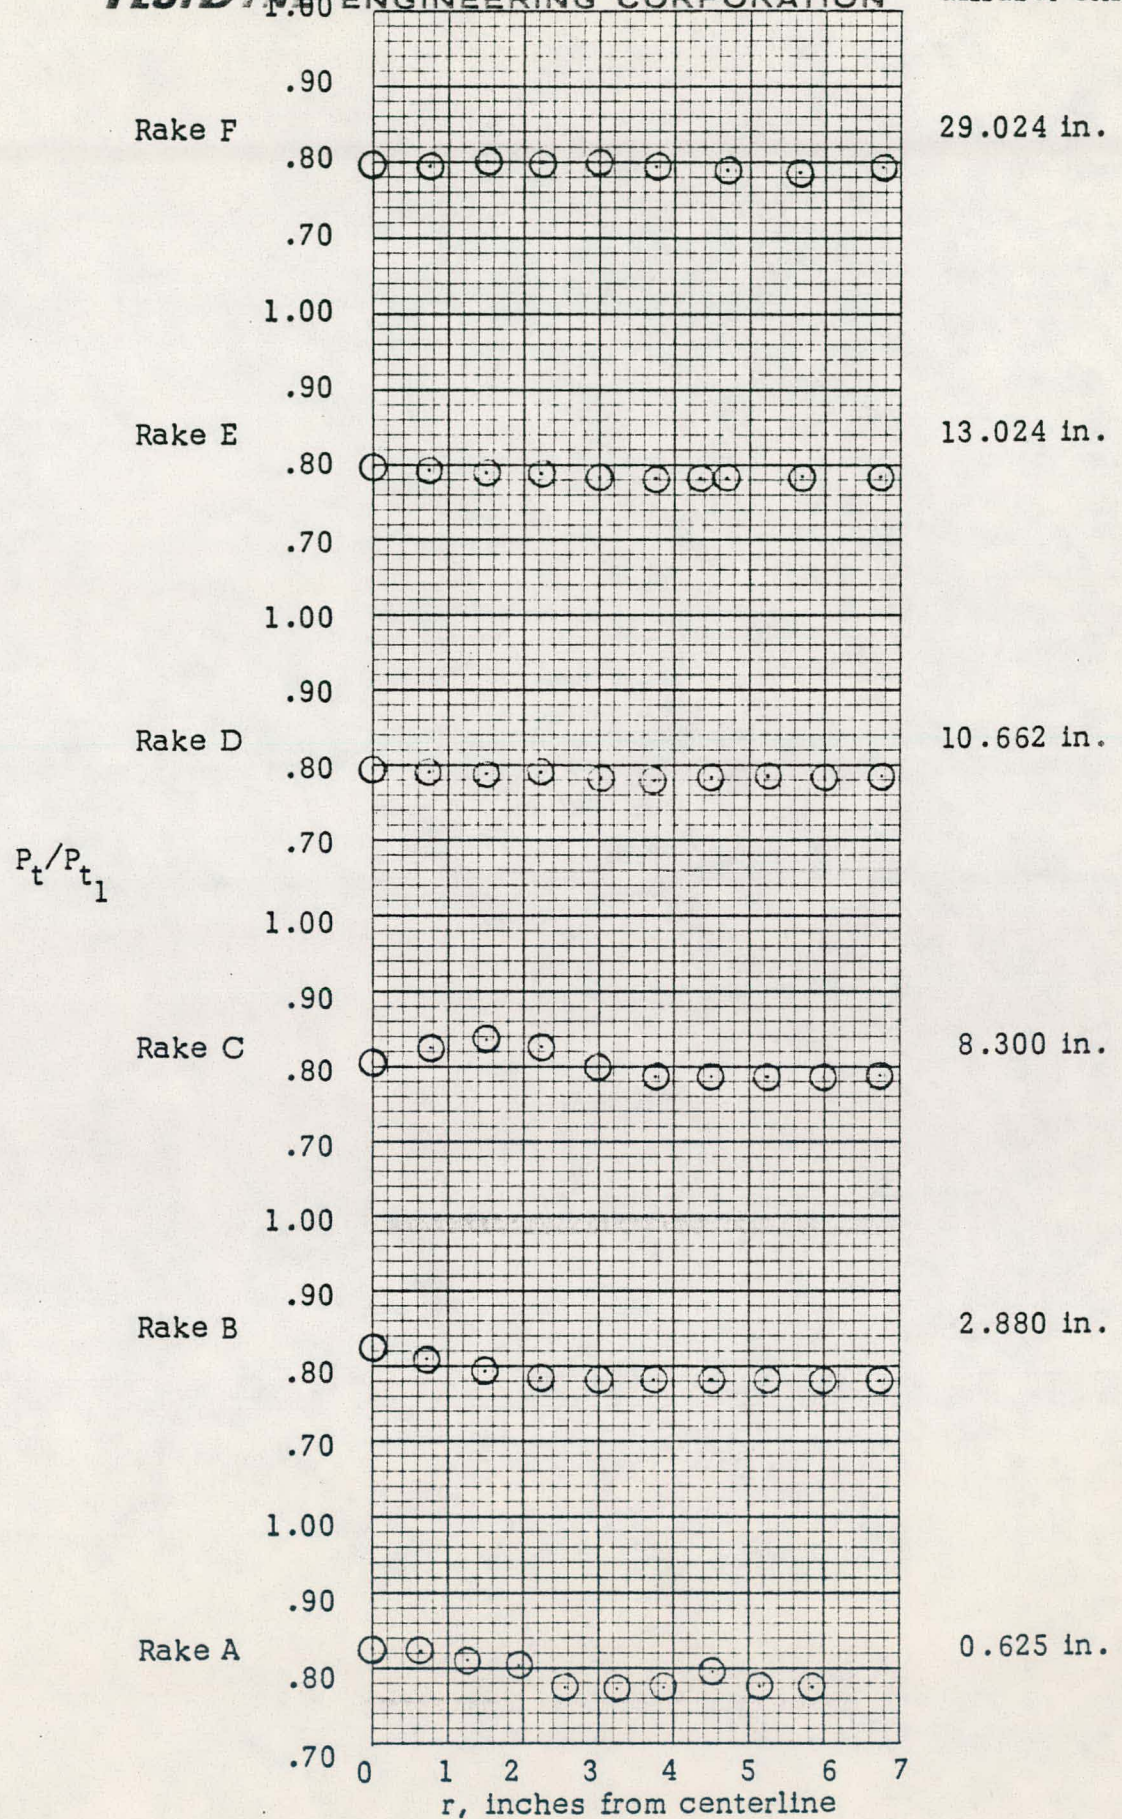 ENGINEERING CORPORATION
1.00
.90
Rake F 29.024 in.
.80
.70
1.00
.90
Rake E 13.024 in.
.80
.70
1.00
.90
Rake D 10.662 in.
.80
.70
Pt/Pt1
1.00
.90
Rake C 8.300 in.
.80
.70
1.00
.90
Rake B 2.880 in.
.80
.70
1.00
.90
Rake A 0.625 in.
.80
.70
0 1 2 3 4 5 6 7
r, inches from centerline